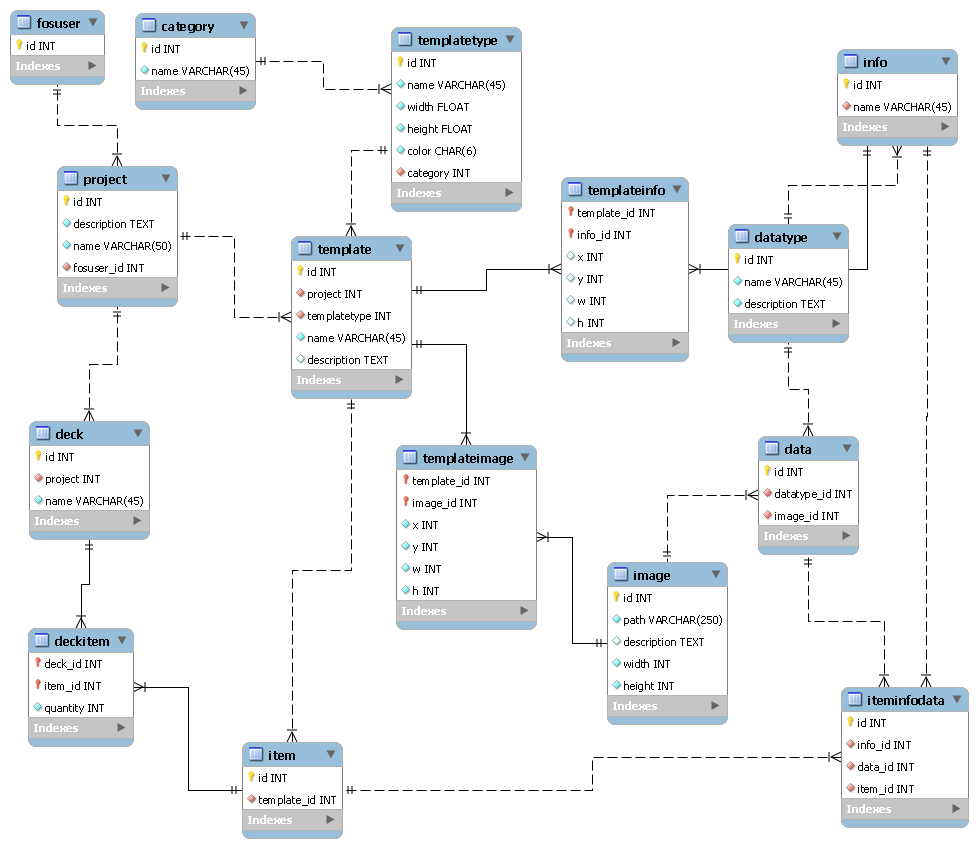 fosuser
id INT
Indexes
category
id INT
name VARCHAR(45)
Indexes
templatetype
id INT
name VARCHAR(45)
width FLOAT
height FLOAT
color CHAR(6)
category INT
Indexes
info
id INT
name VARCHAR(45)
Indexes
project
id INT
description TEXT
name VARCHAR(50)
fosuser_id INT
Indexes
template
id INT
project INT
templatetype INT
name VARCHAR(45)
description TEXT
Indexes
templateinfo
template_id INT
info_id INT
x INT
y INT
w INT
h INT
Indexes
datatype
id INT
name VARCHAR(45)
description TEXT
Indexes
deck
id INT
project INT
name VARCHAR(45)
Indexes
templateimage
template_id INT
image_id INT
x INT
y INT
w INT
h INT
Indexes
data
id INT
datatype_id INT
image_id INT
Indexes
image
id INT
path VARCHAR(250)
description TEXT
width INT
height INT
Indexes
deckitem
deck_id INT
item_id INT
quantity INT
Indexes
item
id INT
template_id INT
Indexes
iteminfodata
id INT
info_id INT
data_id INT
item_id INT
Indexes